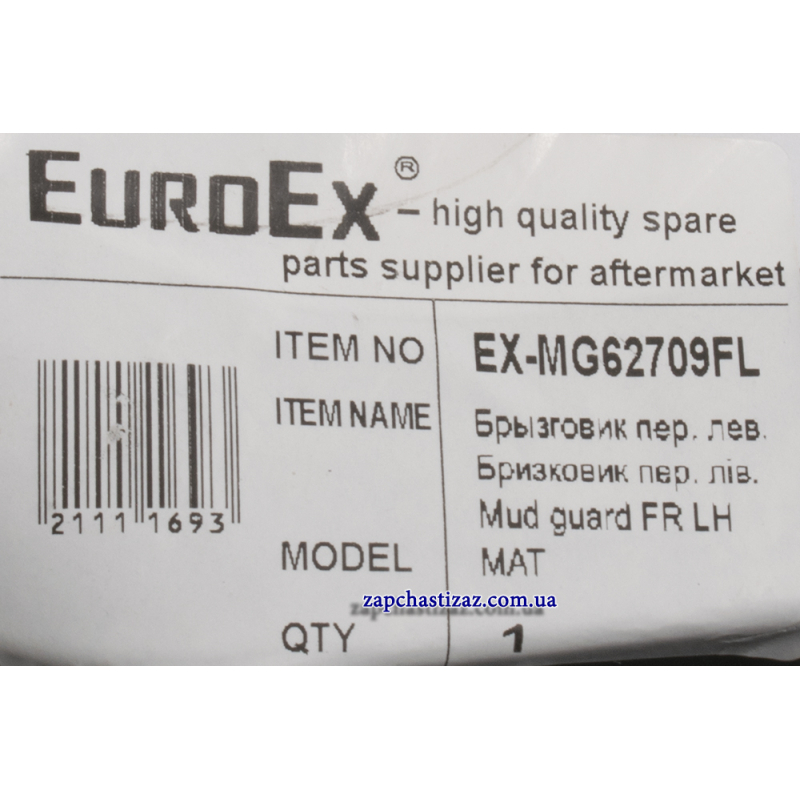 EUROEX® – high quality spare
parts supplier for aftermarket
ITEM NO EX-MG62709FL
ITEM NAME Брызговик пер. лев.
Бризковик пер. лів.
Mud guard FR LH
MODEL MAT
QTY 1
2111 1693
zapchastizaz.com.ua